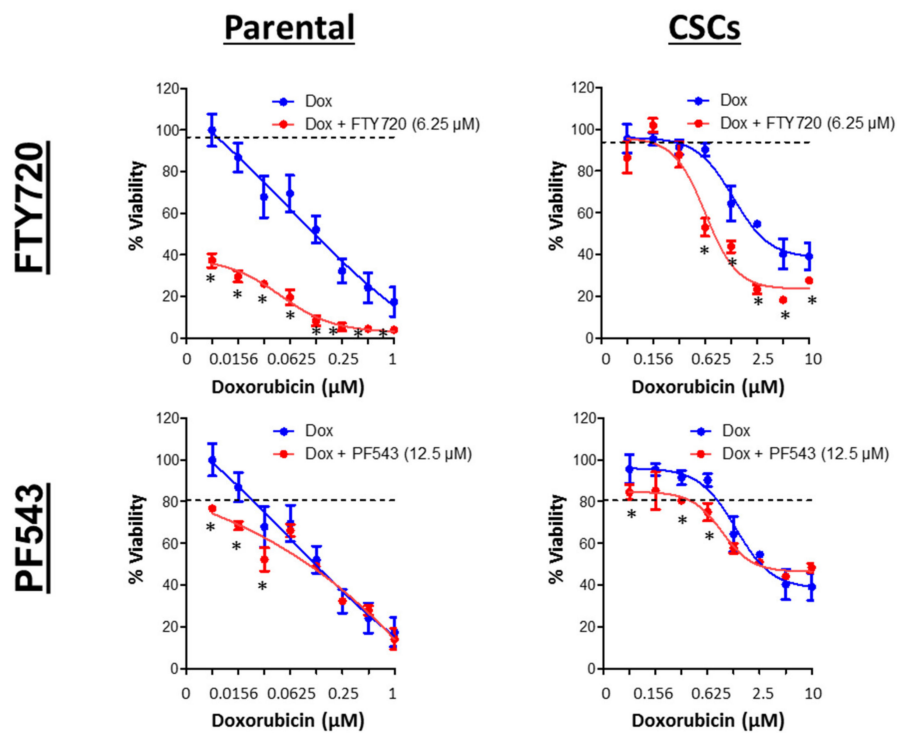 Parental
CSCs
FTY720
120
100
80
60
40
20
0
% Viability
Dox
Dox + FTY720 (6.25 µM)
* * * * * * * *
0 0.0156 0.0625 0.25 1
Doxorubicin (µM)
120
100
80
60
40
20
0
% Viability
Dox
Dox + FTY720 (6.25 µM)
* * * * *
0 0.156 0.625 2.5 10
Doxorubicin (µM)
PF543
120
100
80
60
40
20
0
% Viability
Dox
Dox + PF543 (12.5 µM)
* * *
0 0.0156 0.0625 0.25 1
Doxorubicin (µM)
120
100
80
60
40
20
0
% Viability
Dox
Dox + PF543 (12.5 µM)
* * *
0 0.156 0.625 2.5 10
Doxorubicin (µM)